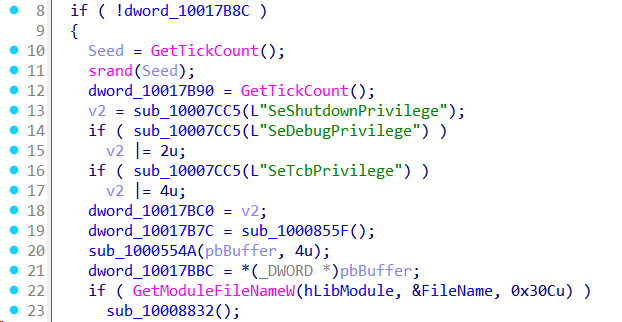 8 if ( !dword_10017B8C )
9 {
10 Seed = GetTickCount();
11 srand(Seed);
12 dword_10017B90 = GetTickCount();
13 v2 = sub_10007CC5(L"SeShutdownPrivilege");
14 if ( sub_10007CC5(L"SeDebugPrivilege") )
15 v2 |= 2u;
16 if ( sub_10007CC5(L"SeTcbPrivilege") )
17 v2 |= 4u;
18 dword_10017BC0 = v2;
19 dword_10017B7C = sub_1000855F();
20 sub_1000554A(pbBuffer, 4u);
21 dword_10017BBC = *(_DWORD *)pbBuffer;
22 if ( GetModuleFileNameW(hLibModule, &FileName, 0x30Cu) )
23 sub_10008832();